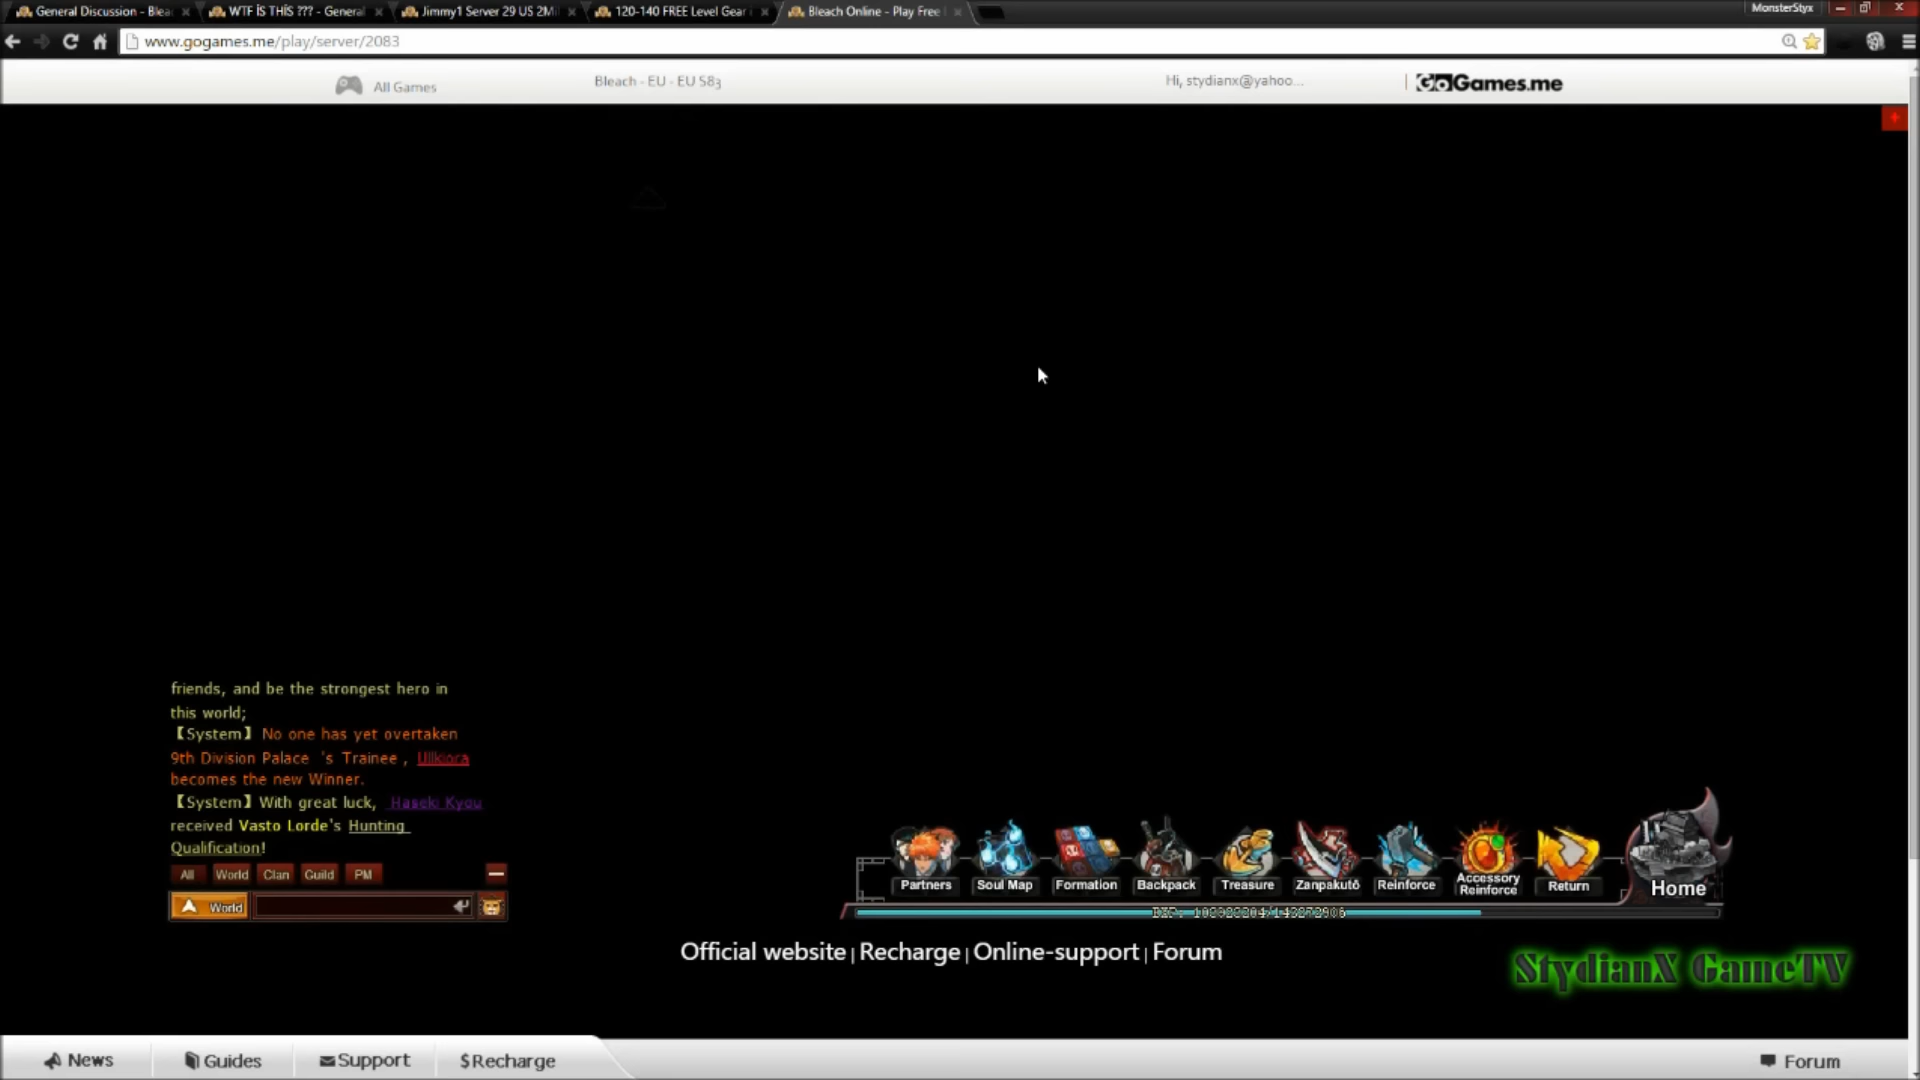 General Discussion - Blea
WTF İS THİS ??? - General
Jimmy1 Server 29 US 2M
120-140 FREE Level Gear
Bleach Online - Play Free
MonsterStyx
www.gogames.me/play/server/2083
All Games
Bleach - EU - EU S83
Hi, stydianx@yahoo...
GoGames.me
friends, and be the strongest hero in
this world;
【System】 No one has yet overtaken
9th Division Palace 's Trainee , Ullkiora
becomes the new Winner.
【System】With great luck, Haseki Kyou
received Vasto Lorde's Hunting
Qualification!
All World Clan Guild PM
World
Partners
Soul Map
Formation
Backpack
Treasure
Zanpakutō
Reinforce
Accessory
Reinforce
Return
Home
Official website | Recharge | Online-support | Forum
StydianX GameTV
News
Guides
Support
$Recharge
Forum